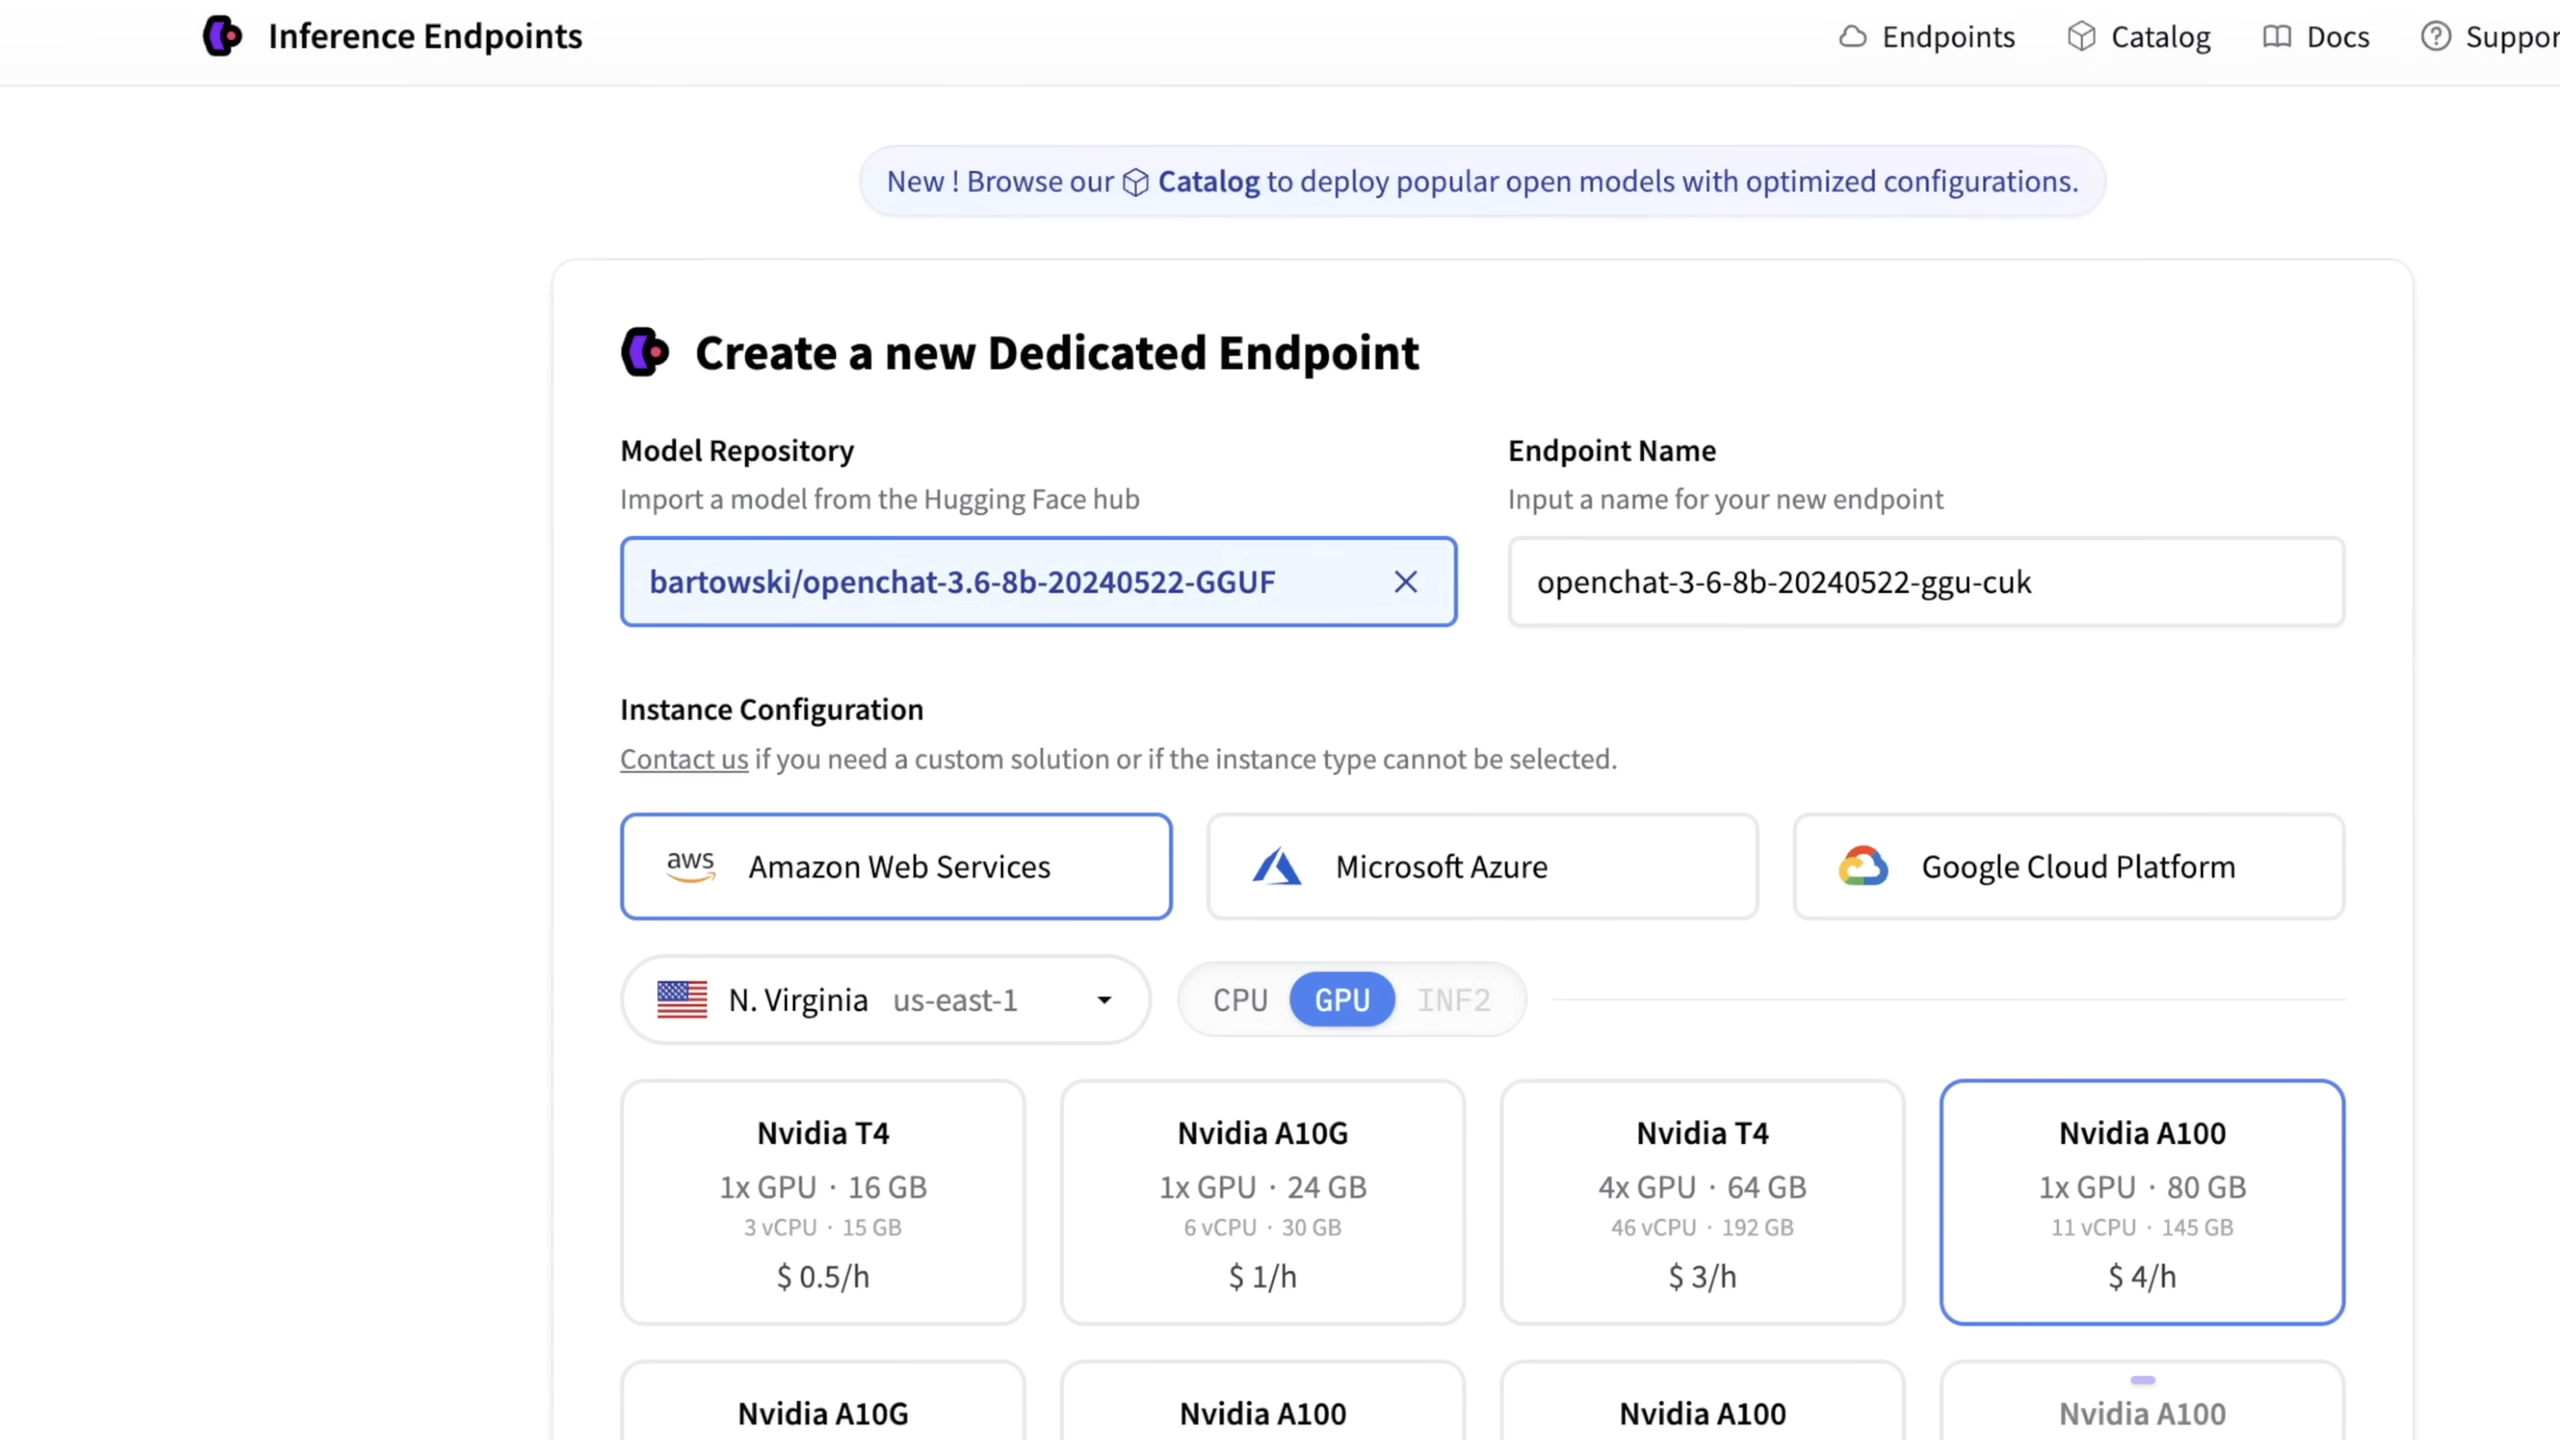 Inference Endpoints
Endpoints
Catalog
Docs
Suppor
New ! Browse our Catalog to deploy popular open models with optimized configurations.
Create a new Dedicated Endpoint
Model Repository
Import a model from the Hugging Face hub
bartowski/openchat-3.6-8b-20240522-GGUF
Endpoint Name
Input a name for your new endpoint
openchat-3-6-8b-20240522-ggu-cuk
Instance Configuration
Contact us if you need a custom solution or if the instance type cannot be selected.
aws Amazon Web Services
Microsoft Azure
Google Cloud Platform
N. Virginia us-east-1
CPU GPU INF2
Nvidia T4
1x GPU · 16 GB
3 vCPU · 15 GB
$ 0.5/h
Nvidia A10G
1x GPU · 24 GB
6 vCPU · 30 GB
$ 1/h
Nvidia T4
4x GPU · 64 GB
46 vCPU · 192 GB
$ 3/h
Nvidia A100
1x GPU · 80 GB
11 vCPU · 145 GB
$ 4/h
Nvidia A10G
Nvidia A100
Nvidia A100
Nvidia A100